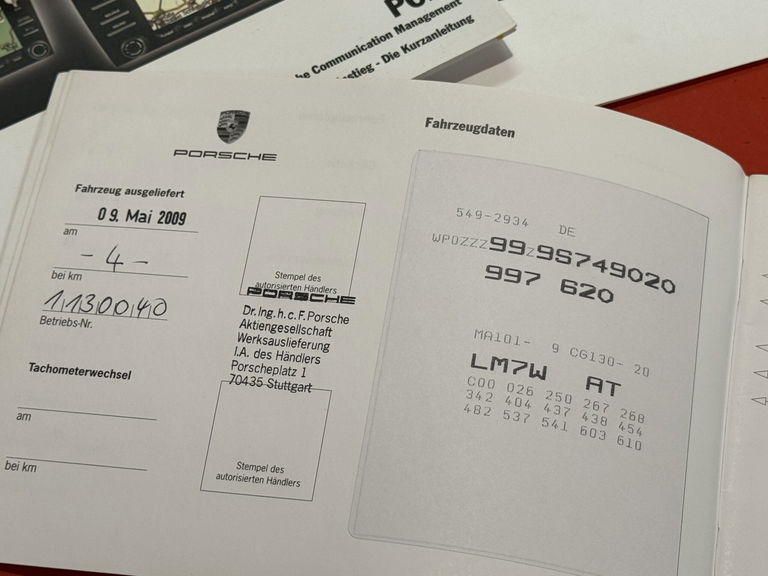 he Communication Management
stieg - Die Kurzanleitung
PORSCHE
Fahrzeug ausgeliefert
09. Mai 2009
am
- 4 -
bei km
1130040
Betriebs-Nr.
Tachometerwechsel
am
bei km
Stempel des
autorisierten Händlers
PORSCHE
Dr.Ing.h.c.F.Porsche
Aktiengesellschaft
Werksauslieferung
I.A. des Händlers
Porscheplatz 1
70435 Stuttgart
Stempel des
autorisierten Händlers
Fahrzeugdaten
549-2934 DE
WP0ZZZ99Z9S749020
997 620
MA101- 9 CG130- 20
LM7W AT
C00 026 250 267 268
342 404 437 438 454
482 537 541 603 610